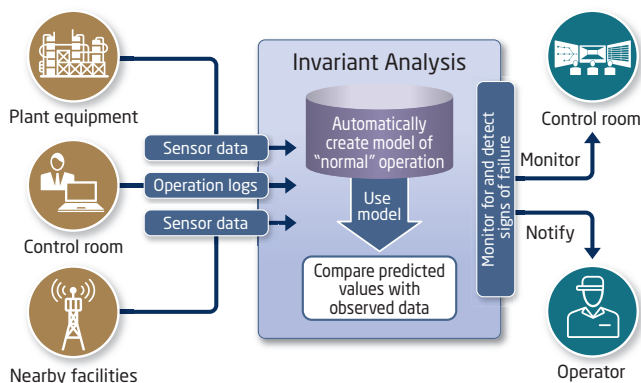 Plant equipment
Control room
Nearby facilities
Sensor data
Operation logs
Sensor data
Invariant Analysis
Automatically
create model of
“normal” operation
Use
model
Compare predicted
values with
observed data
Monitor for and detect
signs of failure
Control room
Monitor
Notify
Operator